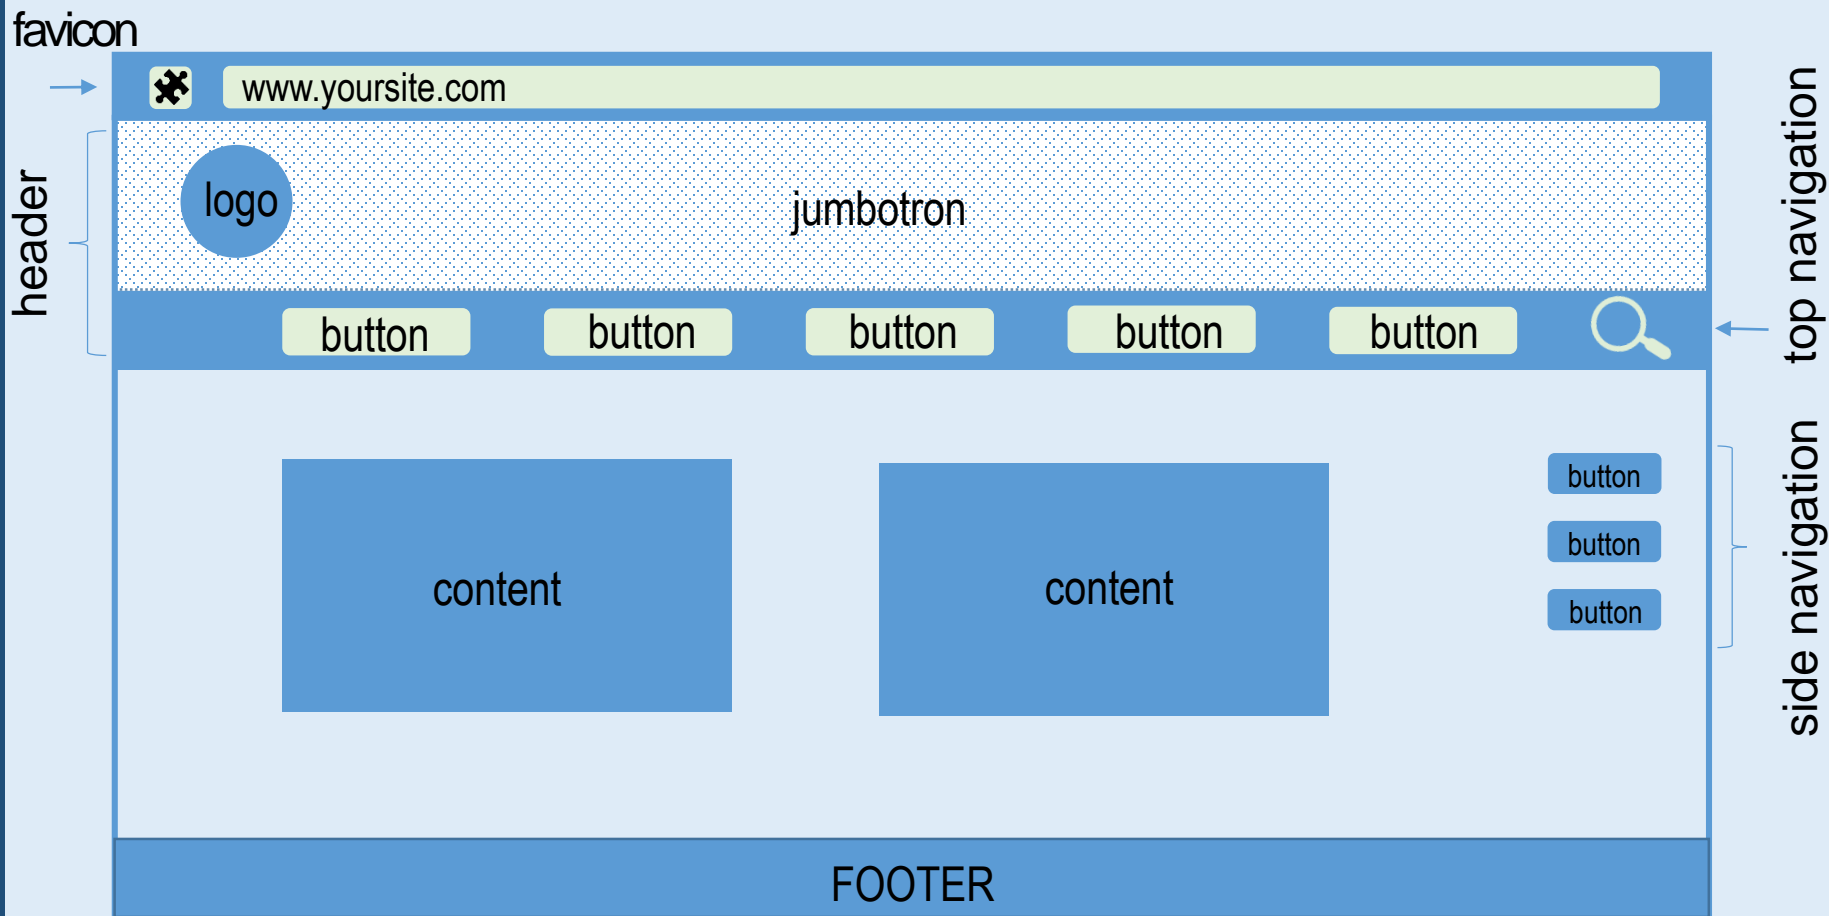 favicon
www.yoursite.com
header
logo
jumbotron
top navigation
button
button
button
button
button
side navigation
content
content
button
button
button
FOOTER